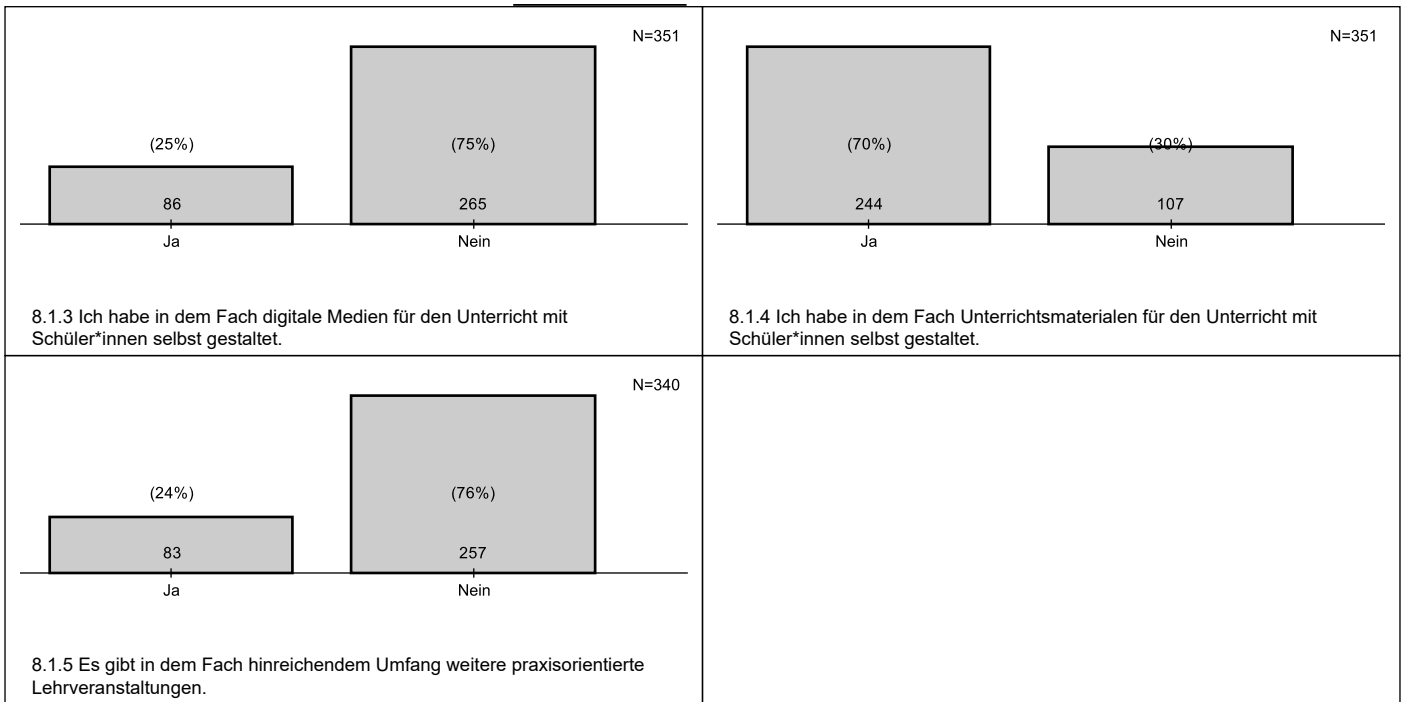 N=351
(25%)
(75%)
86
265
Ja
Nein
8.1.3 Ich habe in dem Fach digitale Medien für den Unterricht mit
Schüler*innen selbst gestaltet.
N=351
(70%)
(30%)
244
107
Ja
Nein
8.1.4 Ich habe in dem Fach Unterrichtsmaterialen für den Unterricht mit
Schüler*innen selbst gestaltet.
N=340
(24%)
(76%)
83
257
Ja
Nein
8.1.5 Es gibt in dem Fach hinreichendem Umfang weitere praxisorientierte
Lehrveranstaltungen.